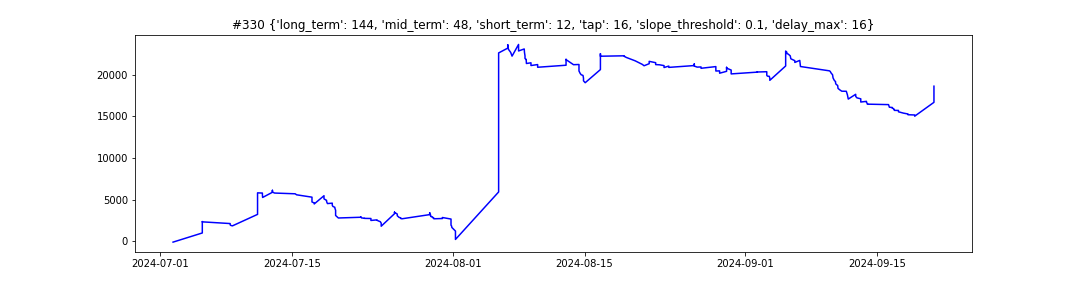 #330 {'long_term': 144, 'mid_term': 48, 'short_term': 12, 'tap': 16, 'slope_threshold': 0.1, 'delay_max': 16}
20000
15000
10000
5000
0
2024-07-01 2024-07-15 2024-08-01 2024-08-15 2024-09-01 2024-09-15